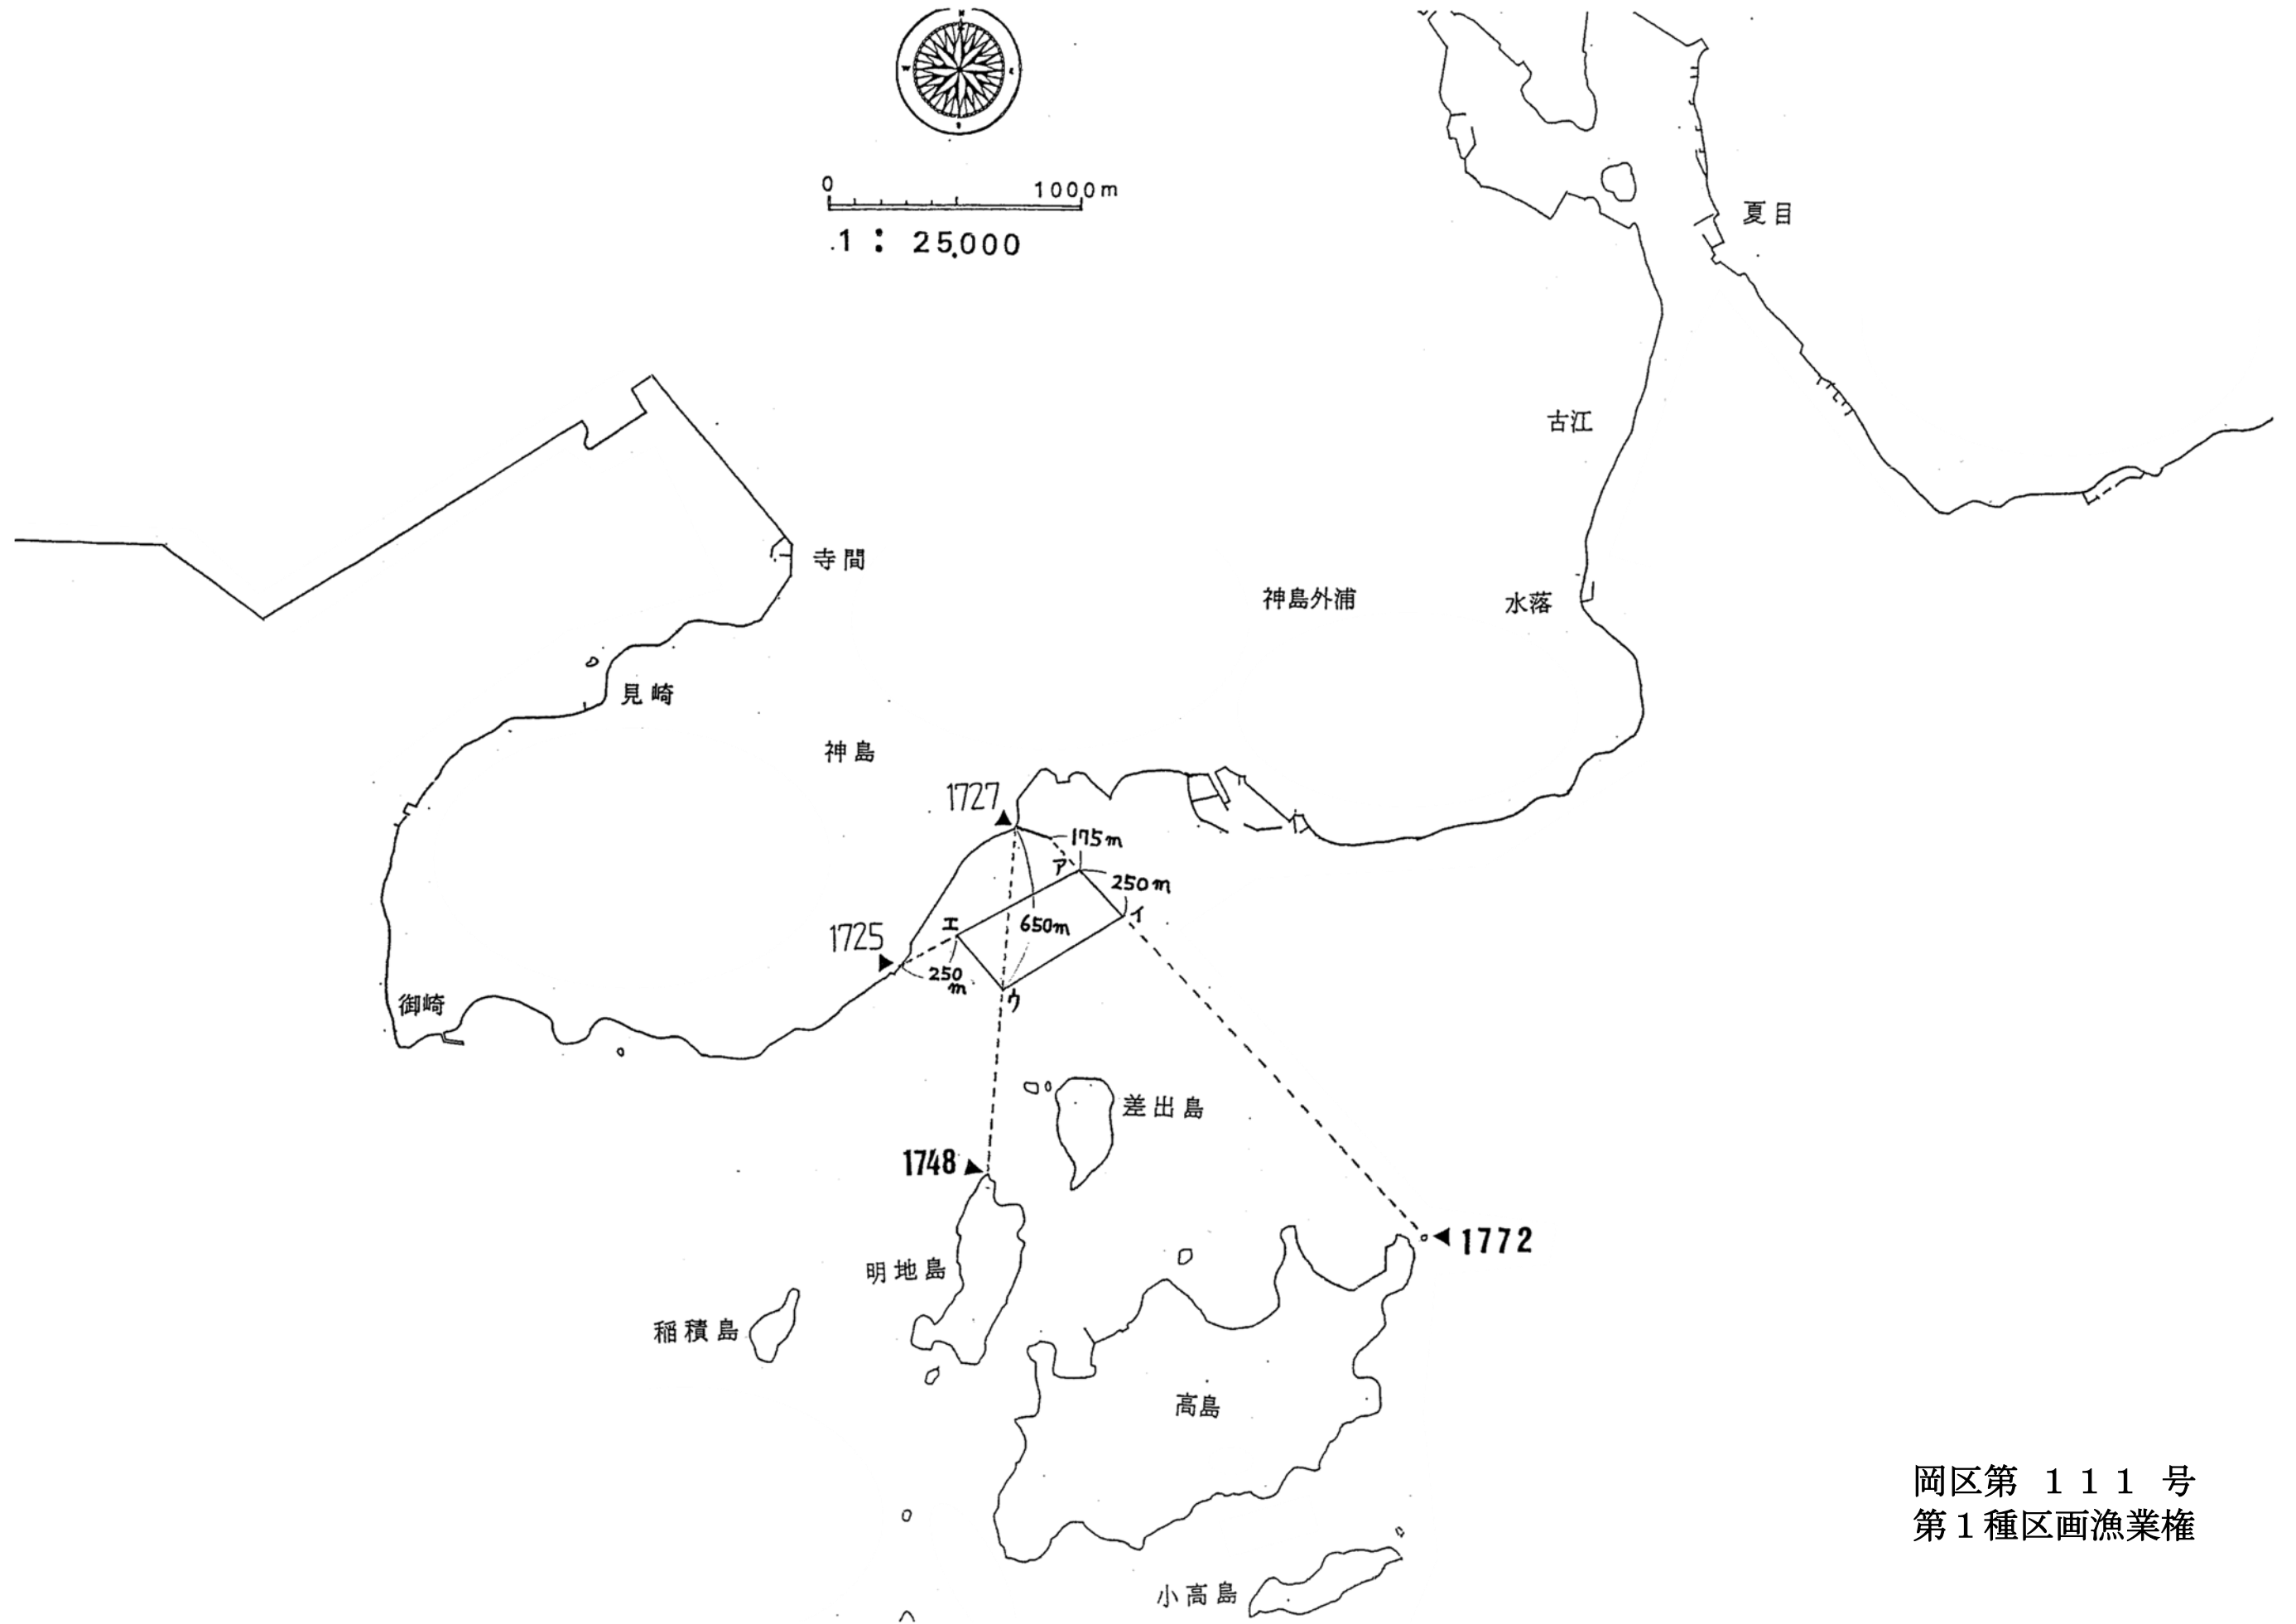 N
W
E
S
0 1000m
1 : 25,000
夏目
古江
寺間
神島外浦
水落
見崎
神島
1727
175m
ア
250m
イ
エ
650m
1725
250
m
ウ
御崎
差出島
1748
1772
明地島
稲積島
高島
岡区第 111 号
第1種区画漁業権
小高島